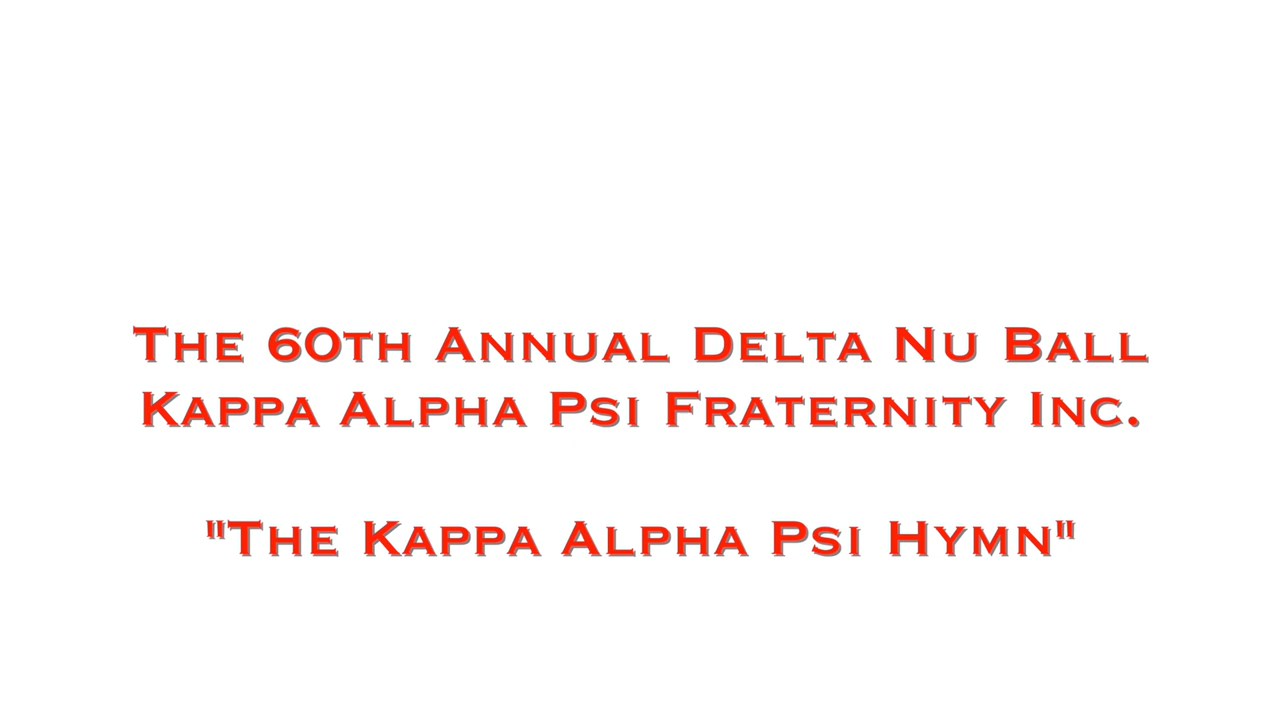 The 60th Annual Delta Nu Ball
Kappa Alpha Psi Fraternity Inc.
"The Kappa Alpha Psi Hymn"